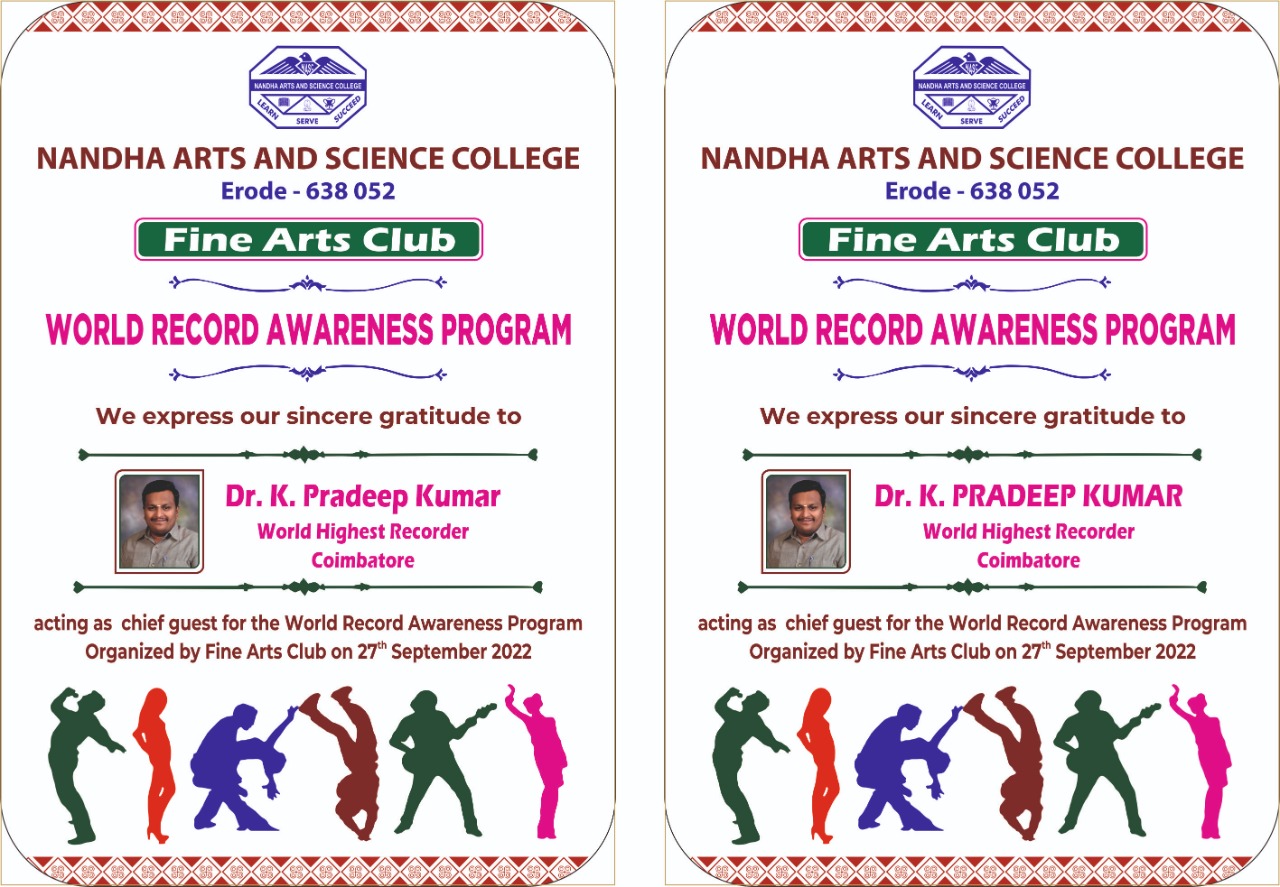 NASC
NANDHA ARTS AND SCIENCE COLLEGE
LEARN
SERVE
SUCCEED
NANDHA ARTS AND SCIENCE COLLEGE
Erode - 638 052
Fine Arts Club
WORLD RECORD AWARENESS PROGRAM
We express our sincere gratitude to
Dr. K. Pradeep Kumar
World Highest Recorder
Coimbatore
acting as chief guest for the World Record Awareness Program
Organized by Fine Arts Club on 27th September 2022
NASC
NANDHA ARTS AND SCIENCE COLLEGE
LEARN
SERVE
SUCCEED
NANDHA ARTS AND SCIENCE COLLEGE
Erode - 638 052
Fine Arts Club
WORLD RECORD AWARENESS PROGRAM
We express our sincere gratitude to
Dr. K. PRADEEP KUMAR
World Highest Recorder
Coimbatore
acting as chief guest for the World Record Awareness Program
Organized by Fine Arts Club on 27th September 2022